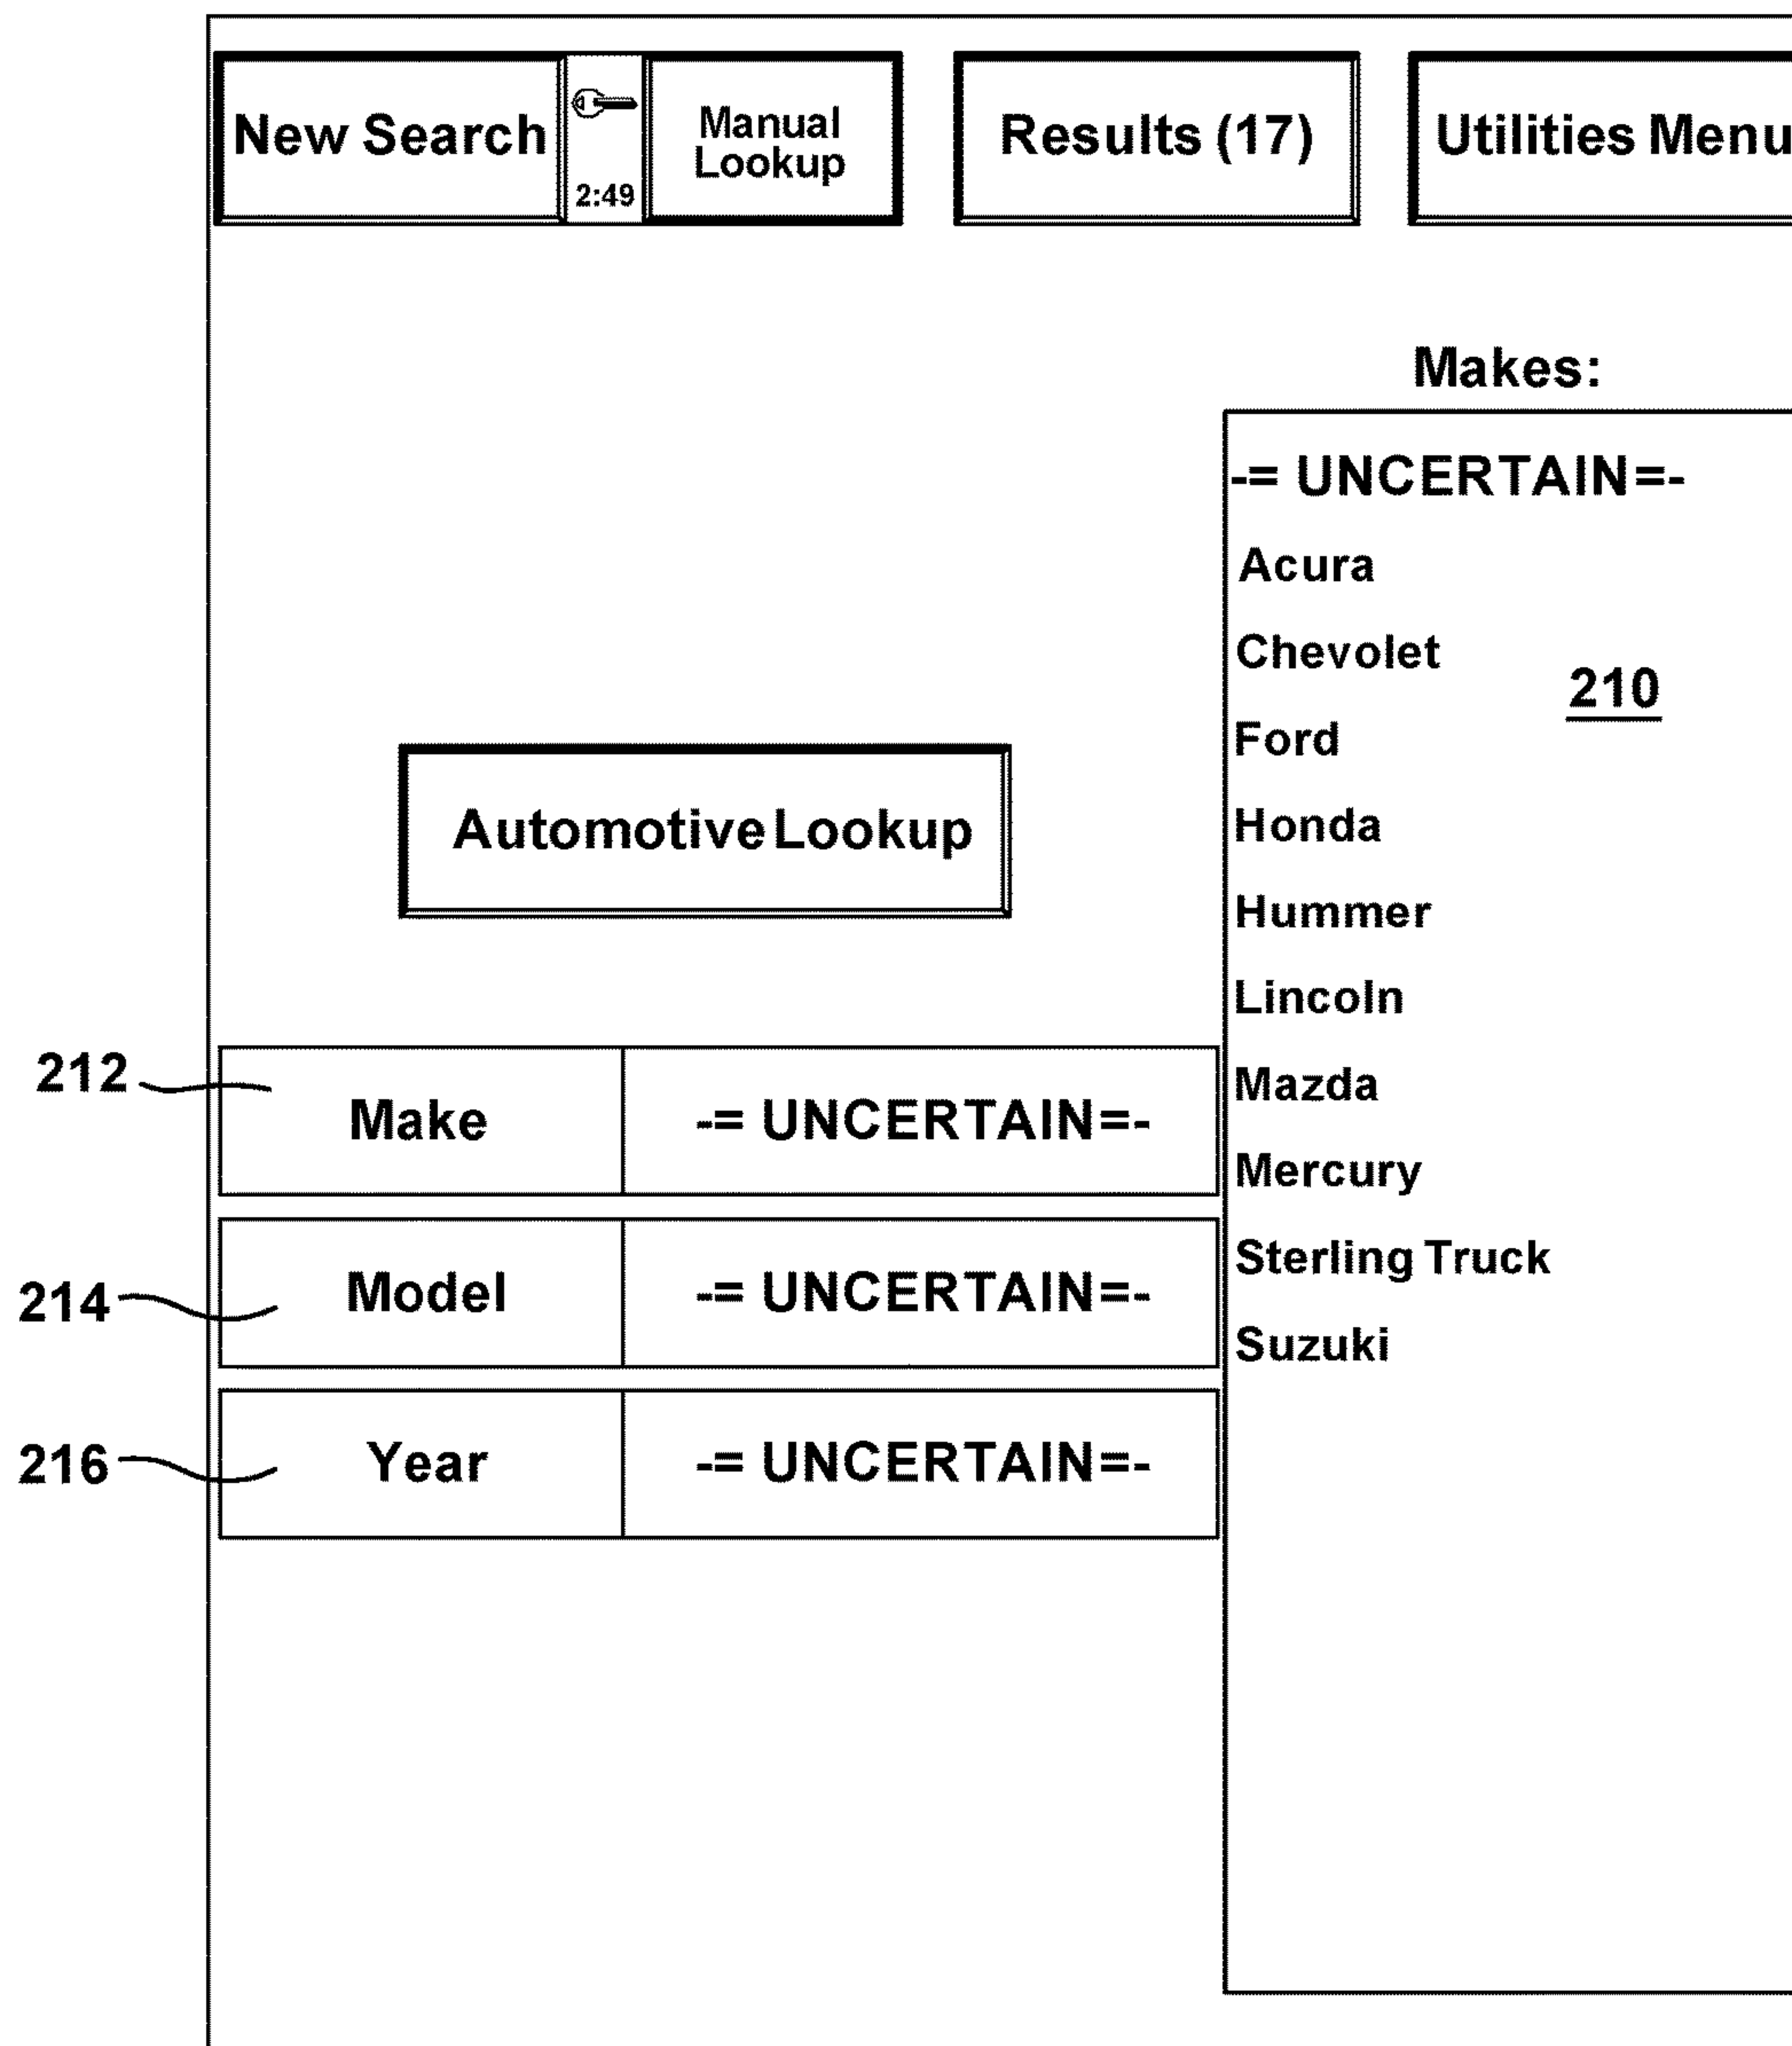 New Search
2:49
Manual
Lookup
Results (17)
Utilities Menu
Makes:
-= UNCERTAIN=-
Acura
Chevolet
210
Ford
Automotive Lookup
Honda
Hummer
Lincoln
212
Make
-= UNCERTAIN=-
Mazda
Mercury
214
Model
-= UNCERTAIN=-
Sterling Truck
Suzuki
216
Year
-= UNCERTAIN=-